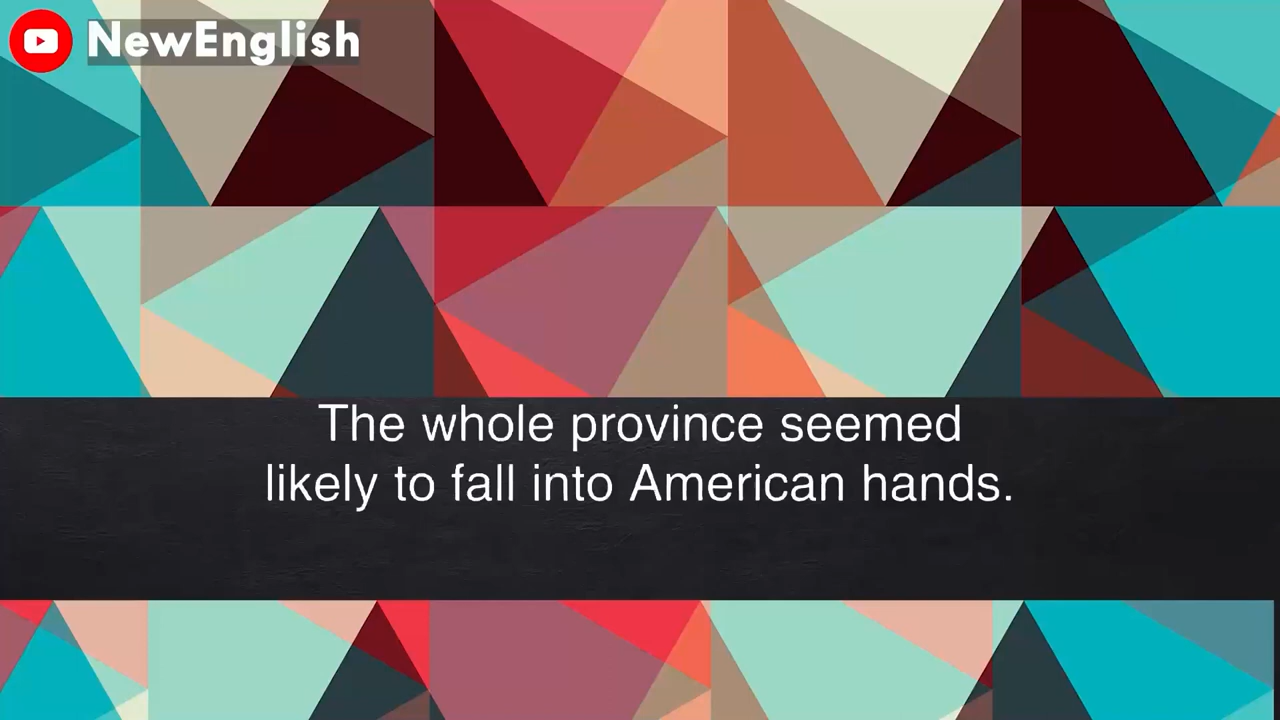 NewEnglish
The whole province seemed
likely to fall into American hands.